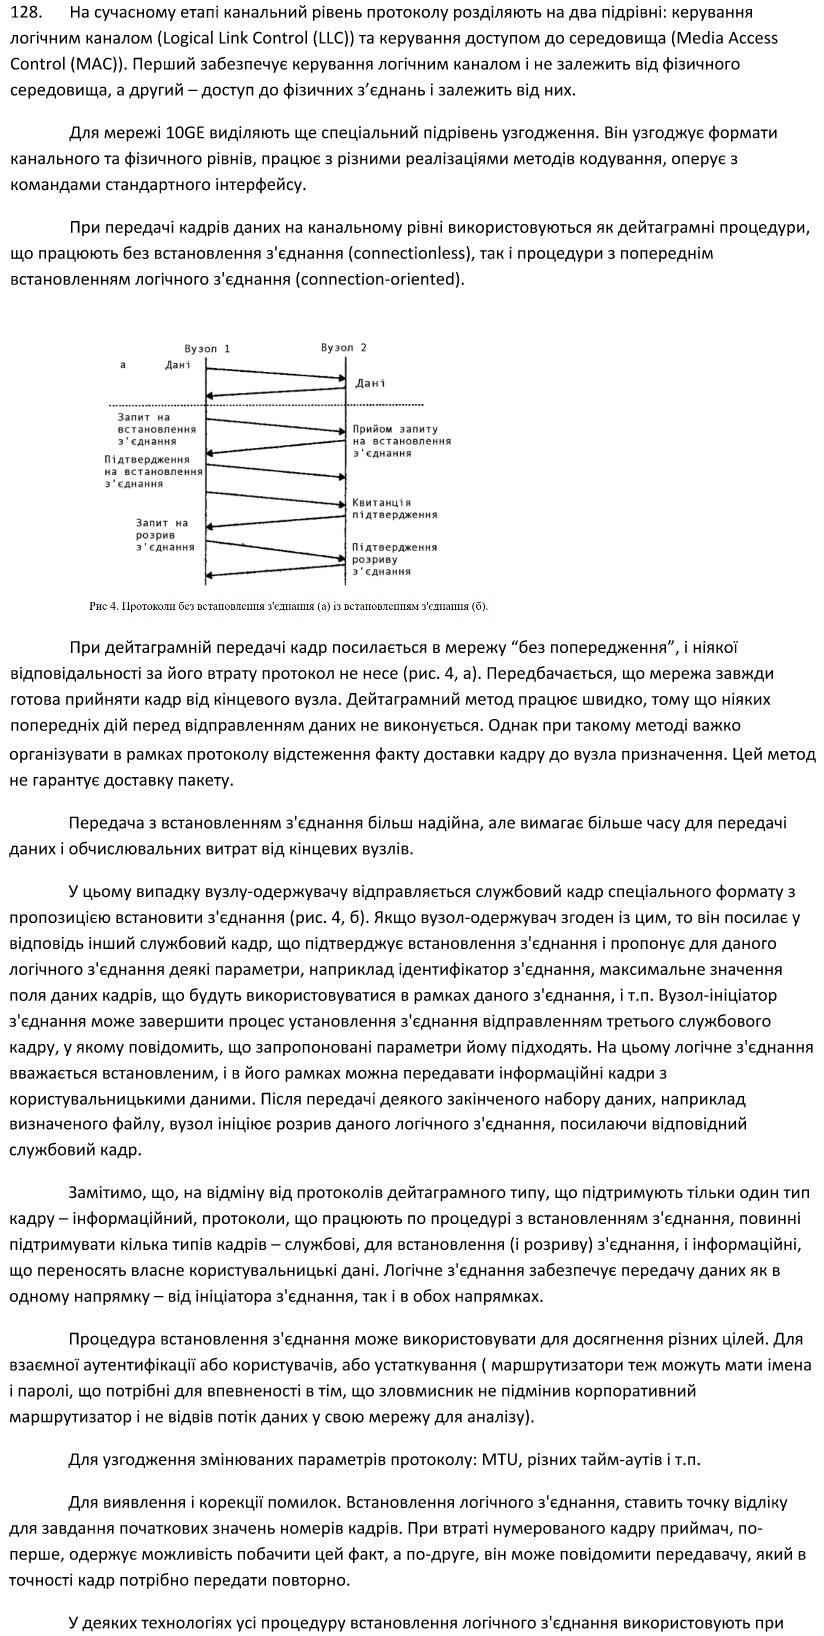 128. На сучасному етапі канальний рівень протоколу розділяють на два підрівні: керування
логічним каналом (Logical Link Control (LLC)) та керування доступом до середовища (Media Access
Control (MAC)). Перший забезпечує керування логічним каналом і не залежить від фізичного
середовища, а другий – доступ до фізичних з’єднань і залежить від них.
Для мережі 10GE виділяють ще спеціальний підрівень узгодження. Він узгоджує формати
канального та фізичного рівнів, працює з різними реалізаціями методів кодування, оперує з
командами стандартного інтерфейсу.
При передачі кадрів даних на канальному рівні використовуються як дейтаграмні процедури,
що працюють без встановлення з'єднання (connectionless), так і процедури з попереднім
встановленням логічного з'єднання (connection-oriented).
Вузол 1 Вузол 2
а Дані
Дані
Запит на
встановлення
з'єднання
Прийом запиту
на встановлення
з'єднання
Підтвердження
на встановлення
з'єднання
Квитанція
підтвердження
Запит на
розрив
з'єднання
Підтвердження
розриву
з'єднання
Рис 4. Протоколи без встановлення з'єднання (а) із встановленням з'єднання (б).
При дейтаграмній передачі кадр посилається в мережу “без попередження”, і ніякої
відповідальності за його втрату протокол не несе (рис. 4, а). Передбачається, що мережа завжди
готова прийняти кадр від кінцевого вузла. Дейтаграмний метод працює швидко, тому що ніяких
попередніх дій перед відправленням даних не виконується. Однак при такому методі важко
організувати в рамках протоколу відстеження факту доставки кадру до вузла призначення. Цей метод
не гарантує доставку пакету.
Передача з встановленням з'єднання більш надійна, але вимагає більше часу для передачі
даних і обчислювальних витрат від кінцевих вузлів.
У цьому випадку вузлу-одержувачу відправляється службовий кадр спеціального формату з
пропозицією встановити з'єднання (рис. 4, б). Якщо вузол-одержувач згоден із цим, то він посилає у
відповідь інший службовий кадр, що підтверджує встановлення з'єднання і пропонує для даного
логічного з'єднання деякі параметри, наприклад ідентифікатор з'єднання, максимальне значення
поля даних кадрів, що будуть використовуватися в рамках даного з'єднання, і т.п. Вузол-ініціатор
з'єднання може завершити процес установлення з'єднання відправленням третього службового
кадру, у якому повідомить, що запропоновані параметри йому підходять. На цьому логічне з'єднання
вважається встановленим, і в його рамках можна передавати інформаційні кадри з
користувальницькими даними. Після передачі деякого закінченого набору даних, наприклад
визначеного файлу, вузол ініціює розрив даного логічного з'єднання, посилаючи відповідний
службовий кадр.
Замітимо, що, на відміну від протоколів дейтаграмного типу, що підтримують тільки один тип
кадру – інформаційний, протоколи, що працюють по процедурі з встановленням з'єднання, повинні
підтримувати кілька типів кадрів – службові, для встановлення (і розриву) з'єднання, і інформаційні,
що переносять власне користувальницькі дані. Логічне з'єднання забезпечує передачу даних як в
одному напрямку – від ініціатора з'єднання, так і в обох напрямках.
Процедура встановлення з'єднання може використовувати для досягнення різних цілей. Для
взаємної аутентифікації або користувачів, або устаткування ( маршрутизатори теж можуть мати імена
і паролі, що потрібні для впевненості в тім, що зловмисник не підмінив корпоративний
маршрутизатор і не відвів потік даних у свою мережу для аналізу).
Для узгодження змінюваних параметрів протоколу: MTU, різних тайм-аутів і т.п.
Для виявлення і корекції помилок. Встановлення логічного з'єднання, ставить точку відліку
для завдання початкових значень номерів кадрів. При втраті нумерованого кадру приймач, по-
перше, одержує можливість побачити цей факт, а по-друге, він може повідомити передавачу, який в
точності кадр потрібно передати повторно.
У деяких технологіях усі процедуру встановлення логічного з'єднання використовують при